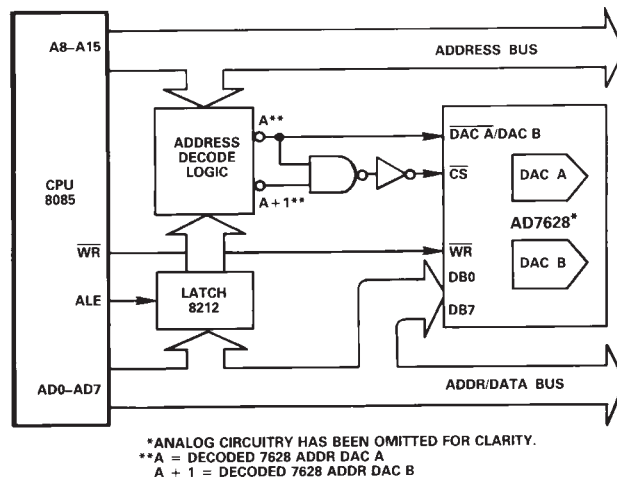 A8–A15
ADDRESS BUS
A**
ADDRESS
DECODE
LOGIC
DAC A/DAC B
CPU
8085
CS
DAC A
A + 1**
AD7628*
WR
WR
DAC B
DB0
ALE
LATCH
8212
DB7
AD0–AD7
ADDR/DATA BUS
*ANALOG CIRCUITRY HAS BEEN OMITTED FOR CLARITY.
**A = DECODED 7628 ADDR DAC A
A + 1 = DECODED 7628 ADDR DAC B